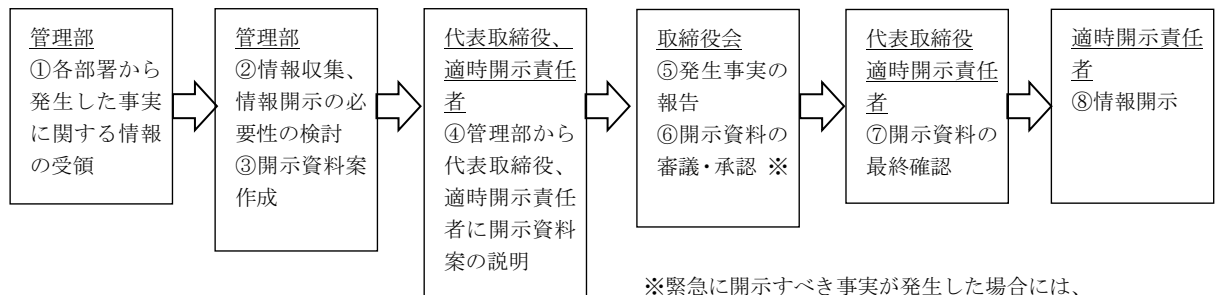 管理部
①各部署から
発生した事実
に関する情報
の受領
管理部
②情報収集、
情報開示の必
要性の検討
③開示資料案
作成
代表取締役、
適時開示責任
者
④管理部から
代表取締役、
適時開示責任
者に開示資料
案の説明
取締役会
⑤発生事実の
報告
⑥開示資料の
審議・承認 ※
代表取締役
適時開示責任
者
⑦開示資料の
最終確認
適時開示責任
者
⑧情報開示
※緊急に開示すべき事実が発生した場合には、